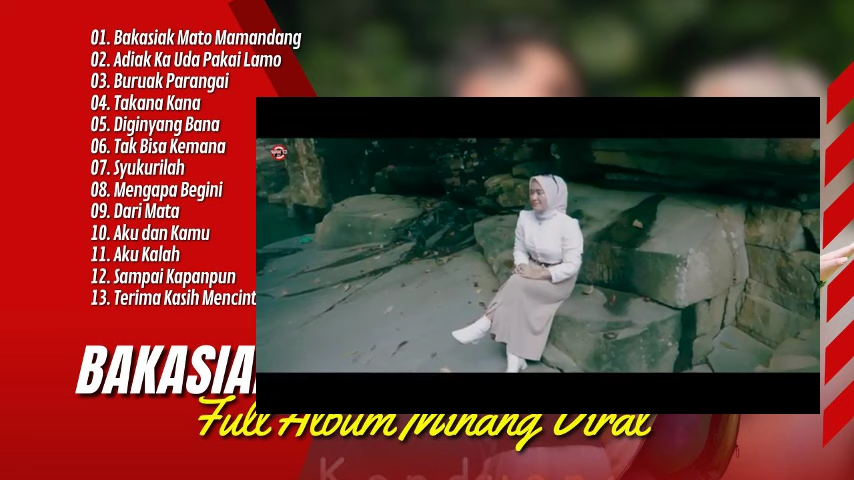 01. Bakasiak Mato Mamandang
02. Adiak Ka Uda Pakai Lamo
03. Buruak Parangai
04. Takana Kana
05. Diginyang Bana
06. Tak Bisa Kemana
07. Syukurilah
08. Mengapa Begini
09. Dari Mata
10. Aku dan Kamu
11. Aku Kalah
12. Sampai Kapanpun
13. Terima Kasih Mencint
BAKASIA
Full Album Minang Viral